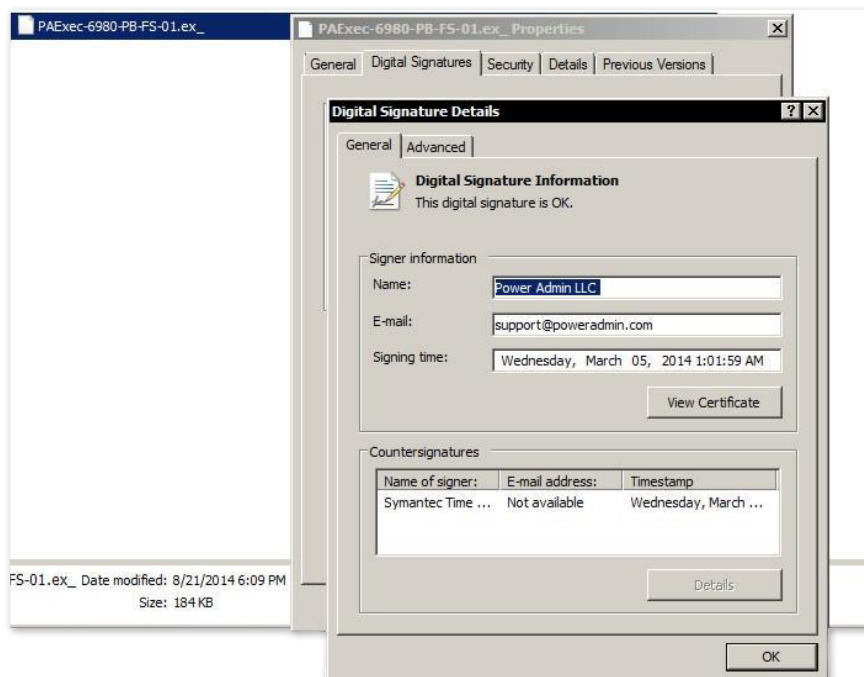 PAExec-6980-PB-FS-01.ex_
PAExec-6980-PB-FS-01.ex_ Properties
General Digital Signatures Security Details Previous Versions
Digital Signature Details
General Advanced
Digital Signature Information
This digital signature is OK.
Signer information
Name: Power Admin LLC
E-mail: support@poweradmin.com
Signing time: Wednesday, March 05, 2014 1:01:59 AM
View Certificate
Countersignatures
Name of signer: E-mail address: Timestamp
Symantec Time ... Not available Wednesday, March ...
FS-01.ex_ Date modified: 8/21/2014 6:09 PM
Size: 184 KB
Details
OK